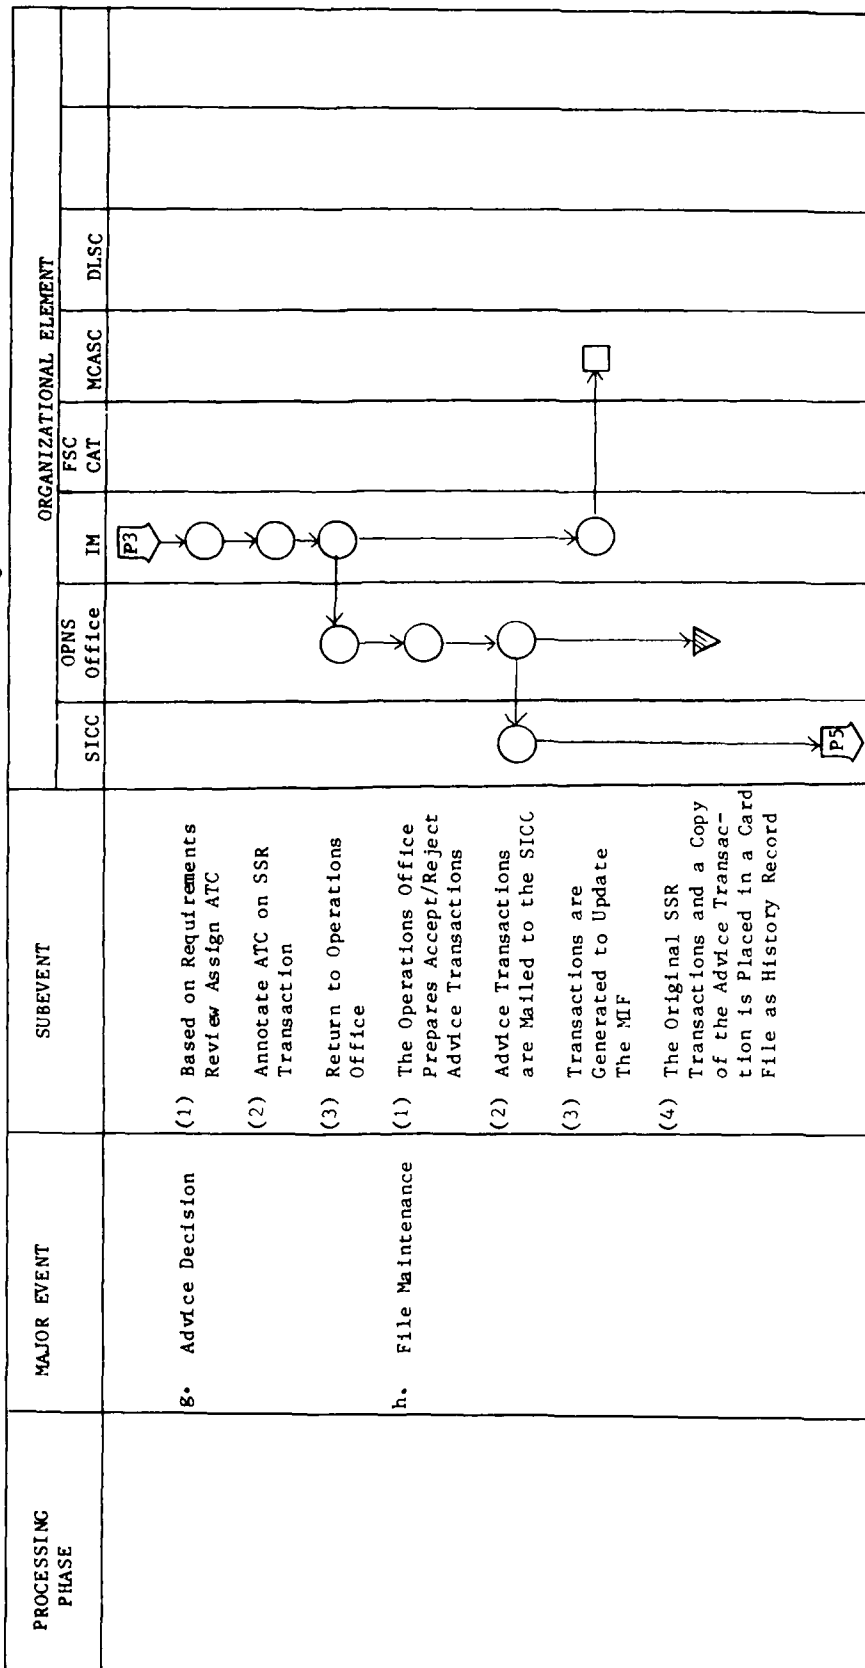 PROCESSING
PHASE
MAJOR EVENT
SUBEVENT
ORGANIZATIONAL ELEMENT
SICC
OPNS
Office
IM
FSC
CAT
MCASC
DLSC
P3
g. Advice Decision
(1) Based on Requirements
Review Assign ATC
(2) Annotate ATC on SSR
Transaction
(3) Return to Operations
Office
h. File Maintenance
(1) The Operations Office
Prepares Accept/Reject
Advice Transactions
(2) Advice Transactions
are Mailed to the SICC
(3) Transactions are
Generated to Update
The MIF
(4) The Original SSR
Transactions and a Copy
of the Advice Transac-
tion is Placed in a Card
File as History Record
P5